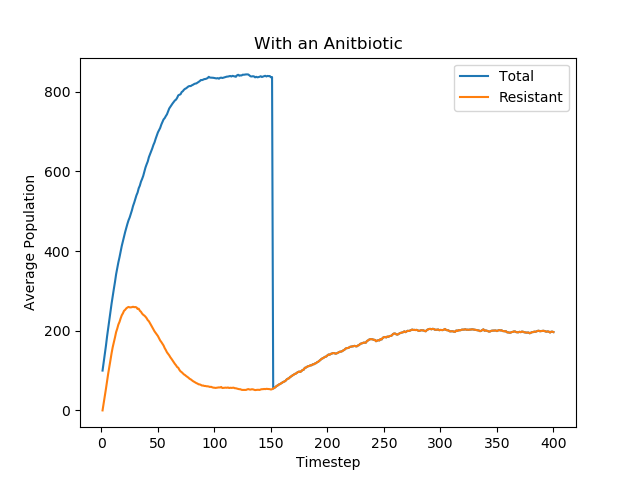 With an Anitbiotic
Total
Resistant
Average Population
800
600
400
200
0
0 50 100 150 200 250 300 350 400
Timestep